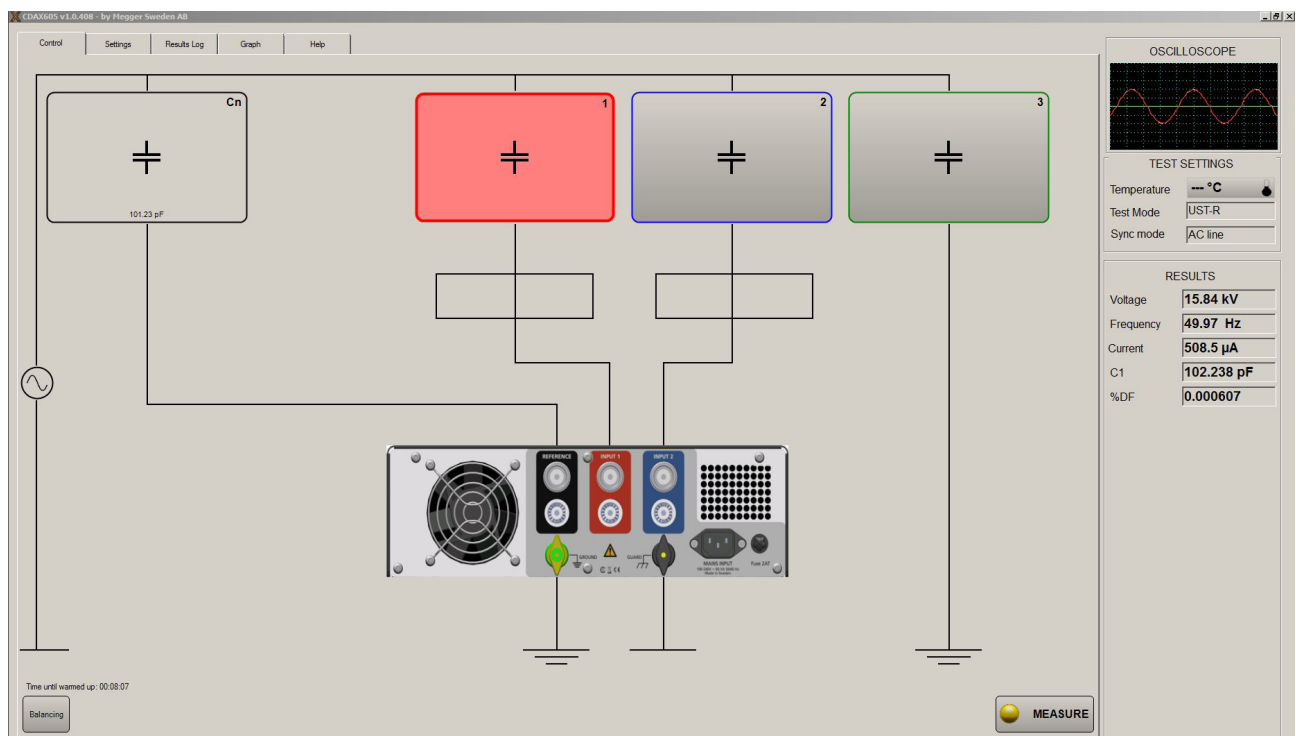 CDAX605 v1.0.408 - by Megger Sweden AB
Control Settings Results Log Graph Help
Cn
101.23 pF
1
2
3
REFERENCE INPUT 1 INPUT 2
GROUND
GUARD
MAINS INPUT
Fuse 2AT
Time until warmed up: 00:08:07
Balancing
MEASURE
OSCILLOSCOPE
TEST SETTINGS
Temperature --- °C
Test Mode UST-R
Sync mode AC line
RESULTS
Voltage 15.84 kV
Frequency 49.97 Hz
Current 508.5 µA
C1 102.238 pF
%DF 0.000607